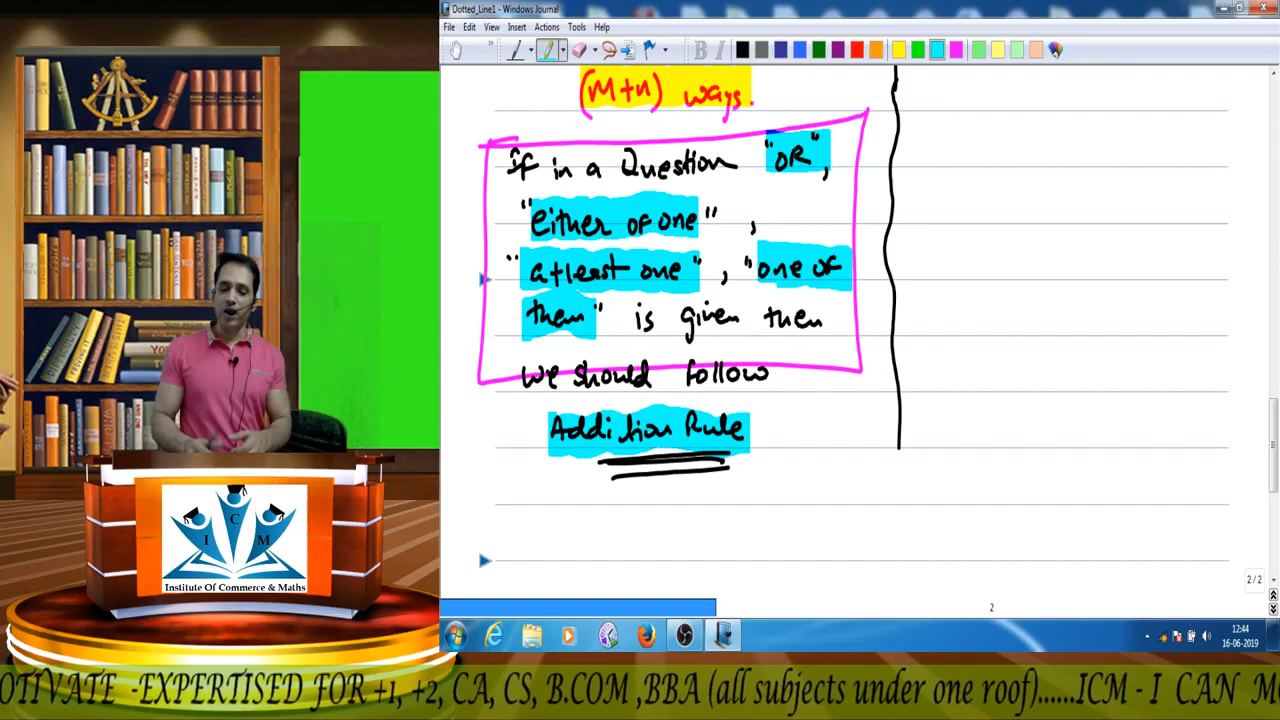 Dotted_Line1 - Windows Journal
File Edit View Insert Actions Tools Help
(M+n) ways.
If in a Question "OR",
"Either of one",
"atleast one", "one of
them" is given then
we should follow
Addition Rule
I C M
Institute Of Commerce & Maths
2/2
2
12:44
16-06-2019
OTIVATE -EXPERTISED FOR +1, +2, CA, CS, B.COM ,BBA (all subjects under one roof)......ICM - I CAN M